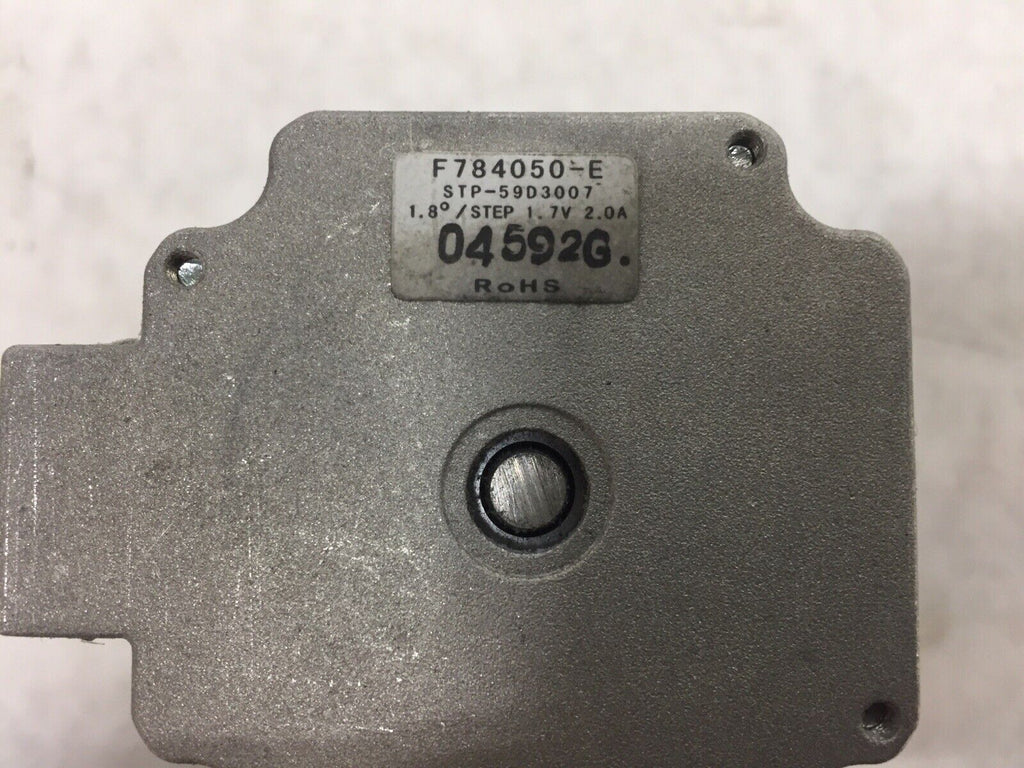 F784050-E
STP-59D3007
1.8°/STEP 1.7V 2.0A
04592G.
RoHS